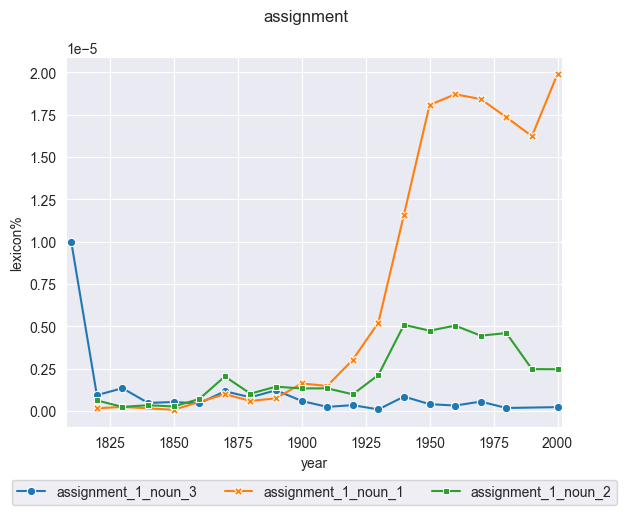 assignment
1e−5
2.00
1.75
1.50
1.25
1.00
0.75
0.50
0.25
0.00
lexicon%
1825 1850 1875 1900 1925 1950 1975 2000
year
assignment_1_noun_3 assignment_1_noun_1 assignment_1_noun_2